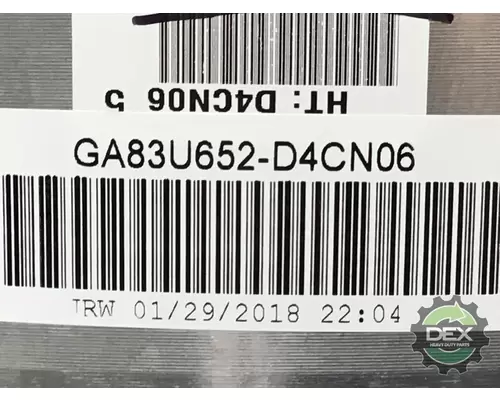 HT: D4CN06 5
GA83U652-D4CN06
TRW 01/29/2018 22:04
DEX
HEAVY DUTY PARTS